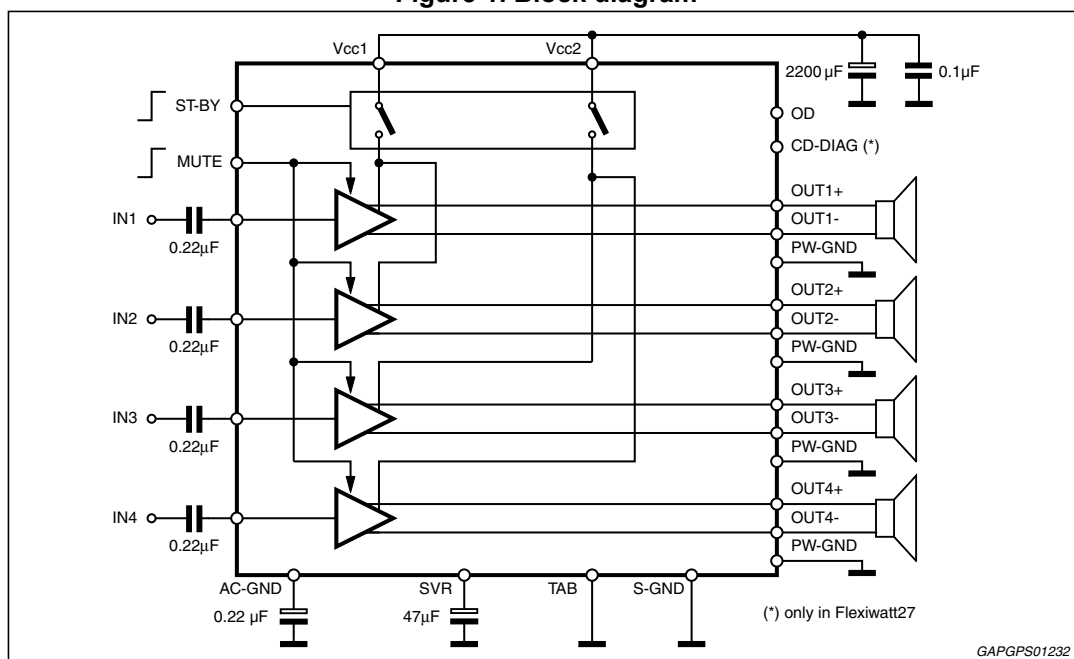 Figure 1. Block diagram
Vcc1
Vcc2
2200 µF
0.1µF
ST-BY
OD
CD-DIAG (*)
MUTE
OUT1+
IN1
OUT1-
0.22µF
PW-GND
OUT2+
IN2
OUT2-
0.22µF
PW-GND
OUT3+
IN3
OUT3-
0.22µF
PW-GND
OUT4+
IN4
OUT4-
0.22µF
PW-GND
AC-GND
SVR
TAB
S-GND
0.22 µF
47µF
(*) only in Flexiwatt27
GAPGPS01232